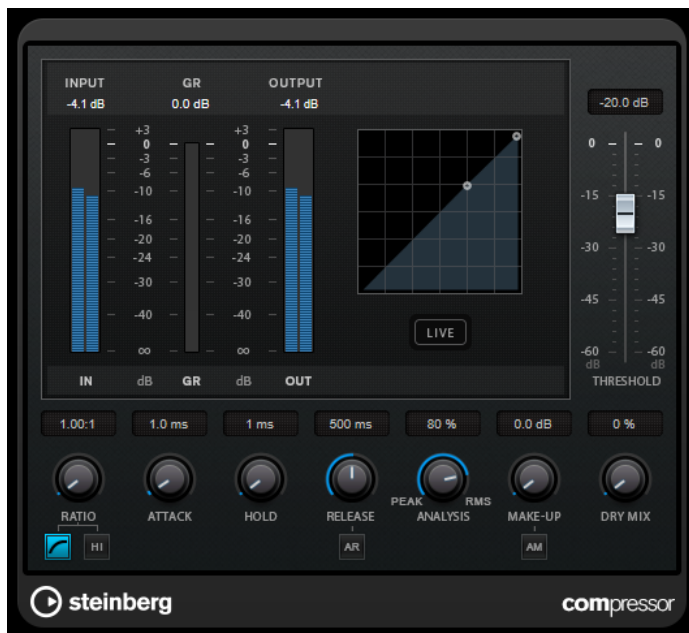 INPUT GR OUTPUT
-4.1 dB 0.0 dB -4.1 dB
-20.0 dB
+3 +3
0 0
-3 -3
-6 -6
-10 -10
-16 -16
-20 -20
-24 -24
-30 -30
-40 -40
∞ ∞
IN dB GR dB OUT
LIVE
0 0
-15 -15
-30 -30
-45 -45
-60 -60
dB dB
THRESHOLD
1.00:1 1.0 ms 1 ms 500 ms 80 % 0.0 dB 0 %
PEAK RMS
RATIO ATTACK HOLD RELEASE ANALYSIS MAKE-UP DRY MIX
HI AR AM
steinberg compressor